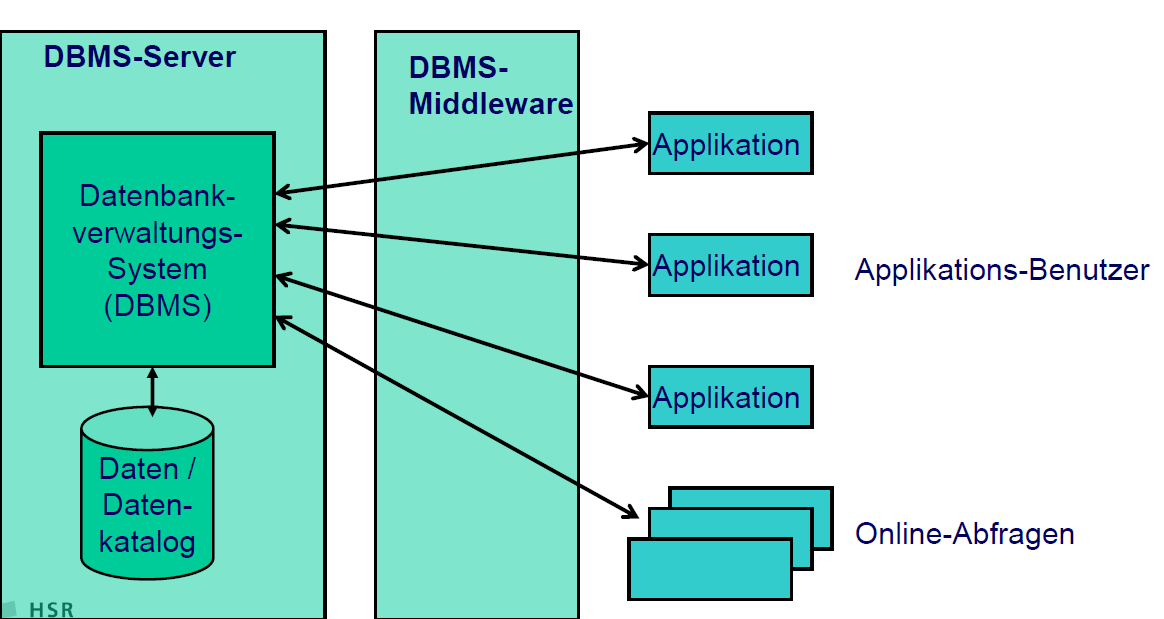 DBMS-Server
Datenbank-
verwaltungs-
System
(DBMS)
Daten /
Daten-
katalog
HSR
DBMS-
Middleware
Applikation
Applikation
Applikation
Applikations-Benutzer
Online-Abfragen